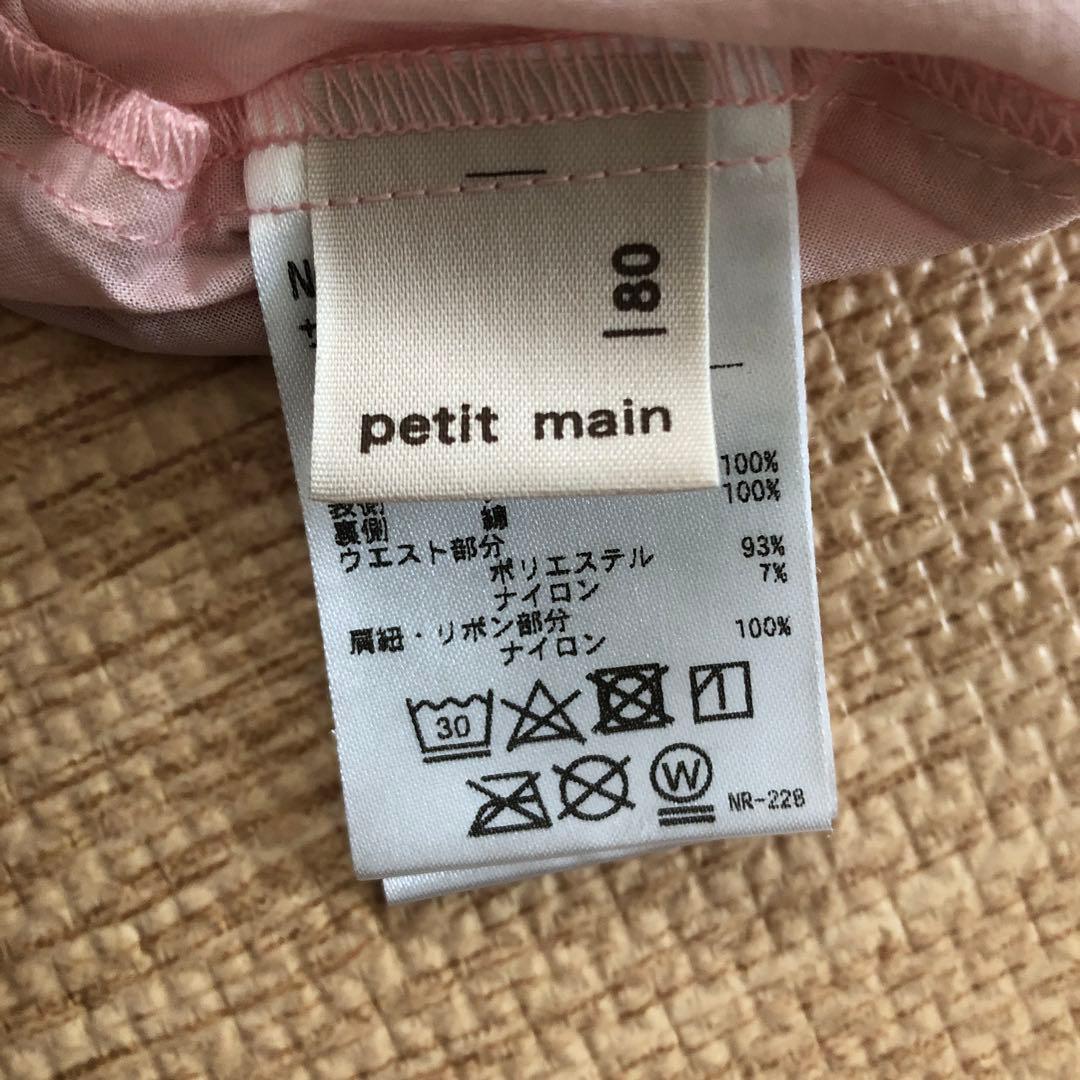 80
petit main
100%
裏側 綿 100%
ウエスト部分
ポリエステル 93%
ナイロン 7%
肩紐・リボン部分
ナイロン 100%
30
W
NR-228